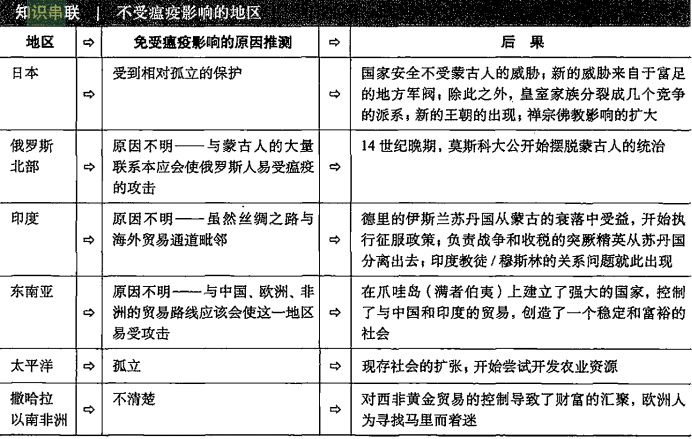 知识串联 | 不受瘟疫影响的地区
地区 ⇨ 免受瘟疫影响的原因推测 ⇨ 后果
日本 ⇨ 受到相对孤立的保护 ⇨ 国家安全不受蒙古人的威胁；新的威胁来自于富足
的地方军阀；除此之外，皇室家族分裂成几个竞争
的派系；新的王朝的出现；禅宗佛教影响的扩大
俄罗斯
北部 ⇨ 原因不明——与蒙古人的大量
联系本应会使俄罗斯人易受瘟疫
的攻击 ⇨ 14 世纪晚期，莫斯科大公开始摆脱蒙古人的统治
印度 ⇨ 原因不明——虽然丝绸之路与
海外贸易通道毗邻 ⇨ 德里的伊斯兰苏丹国从蒙古的衰落中受益，开始执
行征服政策；负责战争和收税的突厥精英从苏丹国
分离出去；印度教徒/穆斯林的关系问题就此出现
东南亚 ⇨ 原因不明——与中国、欧洲、非
洲的贸易路线应该会使这一地区
易受攻击 ⇨ 在爪哇岛（满者伯夷）上建立了强大的国家，控制
了与中国和印度的贸易，创造了一个稳定和富裕的
社会
太平洋 ⇨ 孤立 ⇨ 现存社会的扩张，开始尝试开发农业资源
撒哈拉
以南非洲 ⇨ 不清楚 ⇨ 对西非黄金贸易的控制导致了财富的汇聚，欧洲人
为寻找马里而着迷